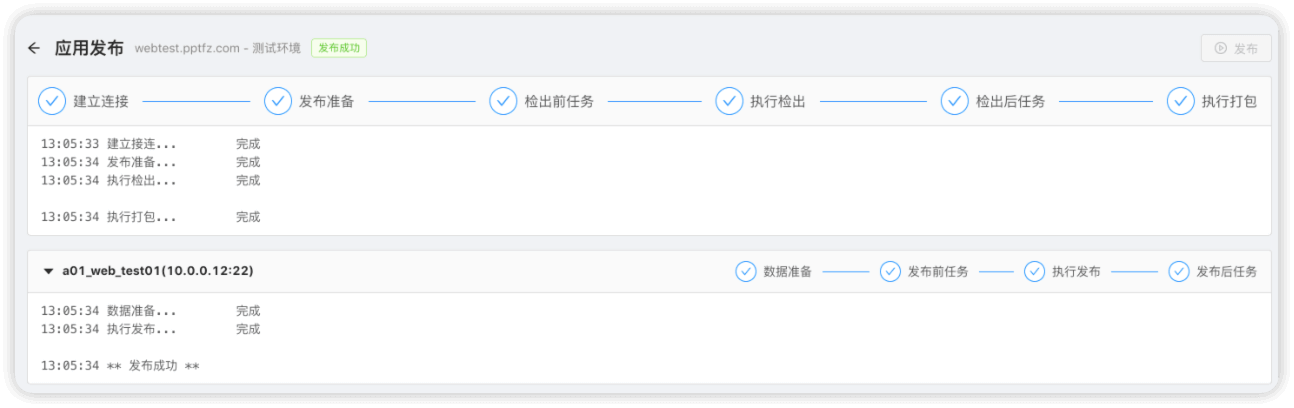 应用发布 webtest.pptfz.com - 测试环境 发布成功 发布
建立连接 发布准备 检出前任务 执行检出 检出后任务 执行打包
13:05:33 建立接连... 完成
13:05:34 发布准备... 完成
13:05:34 执行检出... 完成
13:05:34 执行打包... 完成
a01_web_test01(10.0.0.12:22) 数据准备 发布前任务 执行发布 发布后任务
13:05:34 数据准备... 完成
13:05:34 执行发布... 完成
13:05:34 ** 发布成功 **